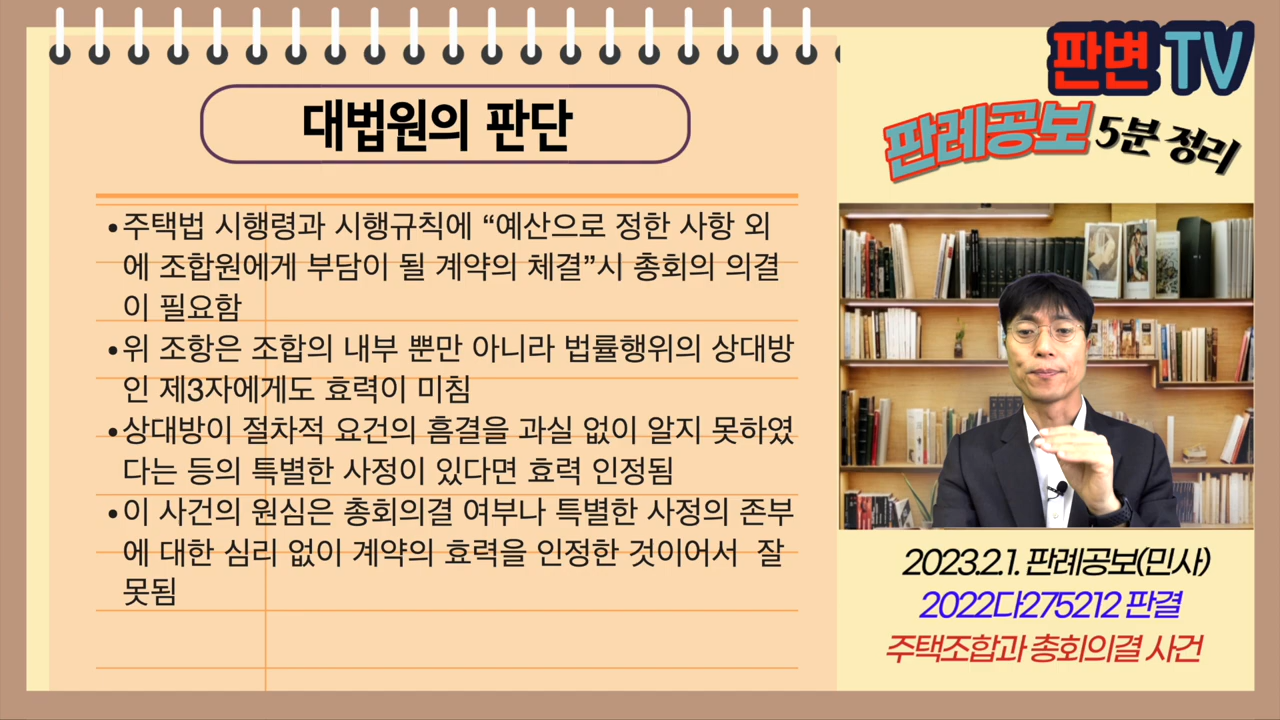 판변 TV
판례공보 5분 정리
대법원의 판단
•주택법 시행령과 시행규칙에 “예산으로 정한 사항 외
에 조합원에게 부담이 될 계약의 체결”시 총회의 의결
이 필요함
•위 조항은 조합의 내부 뿐만 아니라 법률행위의 상대방
인 제3자에게도 효력이 미침
•상대방이 절차적 요건의 흠결을 과실 없이 알지 못하였
다는 등의 특별한 사정이 있다면 효력 인정됨
•이 사건의 원심은 총회의결 여부나 특별한 사정의 존부
에 대한 심리 없이 계약의 효력을 인정한 것이어서 잘
못됨
2023.2.1. 판례공보(민사)
2022다275212 판결
주택조합과 총회의결 사건